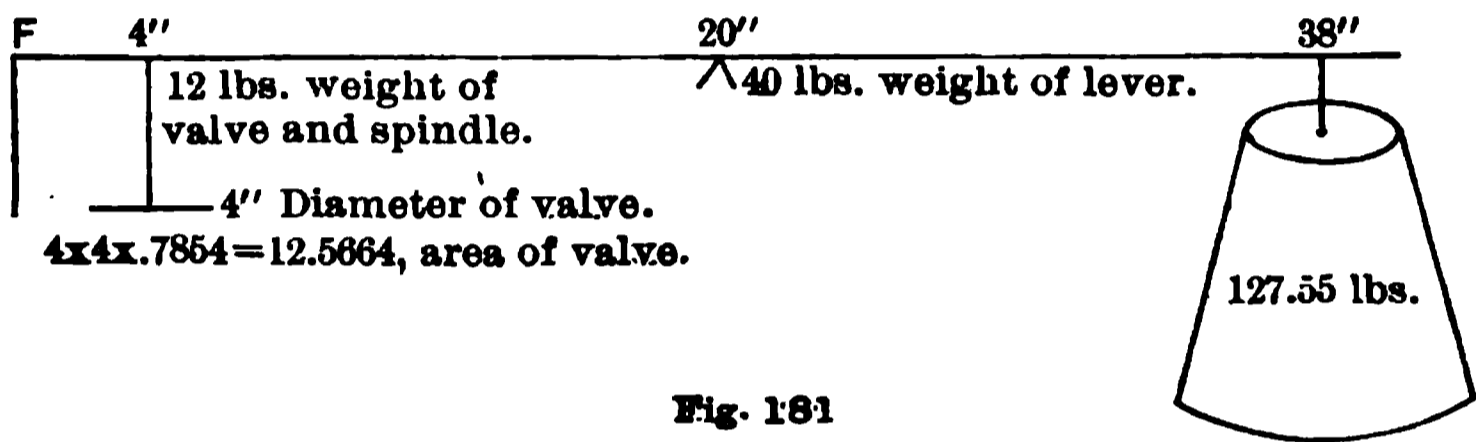 F 4″ 20″ 38″
12 lbs. weight of
valve and spindle.
40 lbs. weight of lever.
4″ Diameter of valve.
4x4x.7854=12.5664, area of valve.
127.55 lbs.
Fig. 181